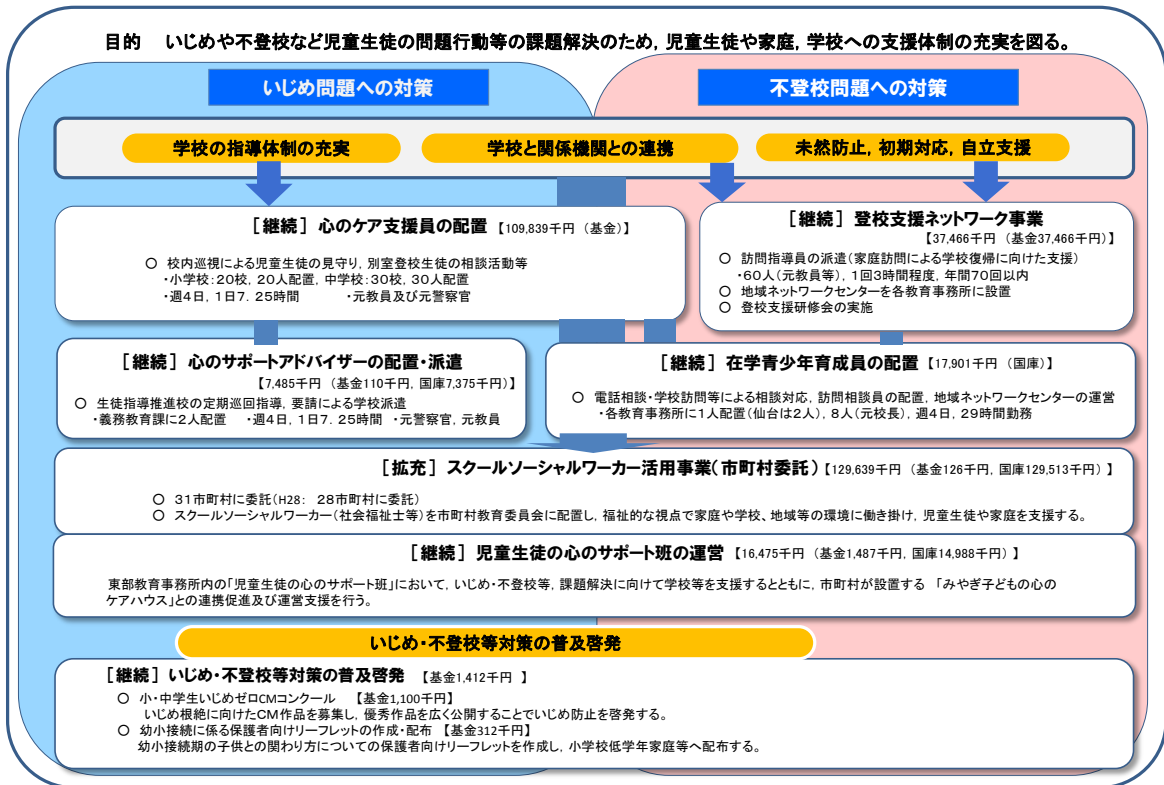 目的　いじめや不登校など児童生徒の問題行動等の課題解決のため，児童生徒や家庭，学校への支援体制の充実を図る。
いじめ問題への対策
不登校問題への対策
学校の指導体制の充実
学校と関係機関との連携
未然防止，初期対応，自立支援
［継続］心のケア支援員の配置 【109,839千円（基金）】
○　校内巡視による児童生徒の見守り，別室登校生徒の相談活動等
・小学校：20校，20人配置，中学校：30校，30人配置
・週4日，1日7．25時間　　・元教員及び元警察官
［継続］登校支援ネットワーク事業
【37,466千円（基金37,466千円）】
○　訪問指導員の派遣（家庭訪問による学校復帰に向けた支援）
・60人（元教員等），1回3時間程度，年間70回以内
○　地域ネットワークセンターを各教育事務所に設置
○　登校支援研修会の実施
［継続］心のサポートアドバイザーの配置・派遣
【7,485千円（基金110千円，国庫7,375千円）】
○　生徒指導推進校の定期巡回指導，要請による学校派遣
・義務教育課に2人配置　・週4日，1日7．25時間　・元警察官，元教員
［継続］在学青少年育成員の配置 【17,901千円（国庫）】
○　電話相談・学校訪問等による相談対応，訪問相談員の配置，地域ネットワークセンターの運営
・各教育事務所に１人配置（仙台は2人），8人（元校長），週4日，29時間勤務
［拡充］スクールソーシャルワーカー活用事業（市町村委託）【129,639千円（基金126千円，国庫129,513千円）】
○　31市町村に委託（H28：　28市町村に委託）
○　スクールソーシャルワーカー（社会福祉士等）を市町村教育委員会に配置し，福祉的な視点で家庭や学校、地域等の環境に働き掛け，児童生徒や家庭を支援する。
［継続］児童生徒の心のサポート班の運営 【16,475千円（基金1,487千円，国庫14,988千円）】
東部教育事務所内の「児童生徒の心のサポート班」において，いじめ・不登校等，課題解決に向けて学校等を支援するとともに，市町村が設置する　「みやぎ子どもの心の
ケアハウス」との連携促進及び運営支援を行う。
いじめ・不登校等対策の普及啓発
［継続］いじめ・不登校等対策の普及啓発 【基金1,412千円 】
○　小・中学生いじめゼロCMコンクール　【基金1,100千円】
いじめ根絶に向けたCM作品を募集し，優秀作品を広く公開することでいじめ防止を啓発する。
○　幼小接続に係る保護者向けリーフレットの作成・配布　【基金312千円】
幼小接続期の子供との関わり方についての保護者向けリーフレットを作成し，小学校低学年家庭等へ配布する。